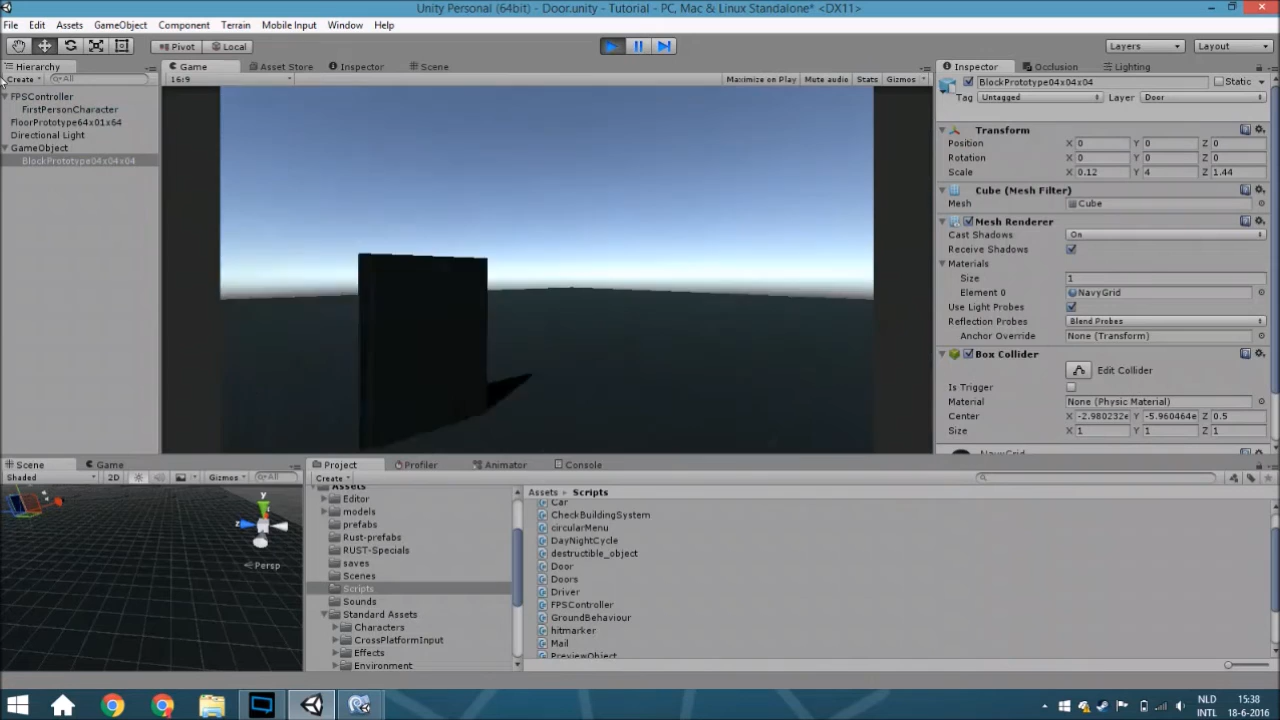 Unity Personal (64bit) - Door.unity - Tutorial - PC, Mac & Linux Standalone* <DX11>
File Edit Assets GameObject Component Terrain Mobile Input Window Help
Pivot Local Layers Layout
Hierarchy Game Asset Store Inspector Scene Inspector Occlusion Lighting
Create All 16:9 Maximize on Play Mute audio Stats Gizmos
BlockPrototype04x04x04 Static
FPSController Tag Untagged Layer Door
FirstPersonCharacter
FloorPrototype64x01x64
Directional Light Transform
GameObject Position X 0 Y 0 Z 0
BlockPrototype04x04x04 Rotation X 0 Y 0 Z 0
Scale X 0.12 Y 4 Z 1.44
Cube (Mesh Filter)
Mesh Cube
Mesh Renderer
Cast Shadows On
Receive Shadows
Materials
Size 1
Element 0 NavyGrid
Use Light Probes
Reflection Probes Blend Probes
Anchor Override None (Transform)
Box Collider
Edit Collider
Is Trigger
Material None (Physic Material)
Center X -2.980232e Y -5.960464e Z 0.5
Size X 1 Y 1 Z 1
Scene Game Project Profiler Animator Console
Shaded 2D Gizmos All Create
Assets Assets Scripts
Editor Car
models CheckBuildingSystem
prefabs circularMenu
Rust-prefabs DayNightCycle
RUST-Specials destructible_object
saves Door
Scenes Doors
Scripts Driver
Sounds FPSController
Standard Assets GroundBehaviour
Characters hitmarker
CrossPlatformInput Mail
Effects PreviewObject
Environment
y
z
Persp
NLD 15:38
INTL 18-6-2016